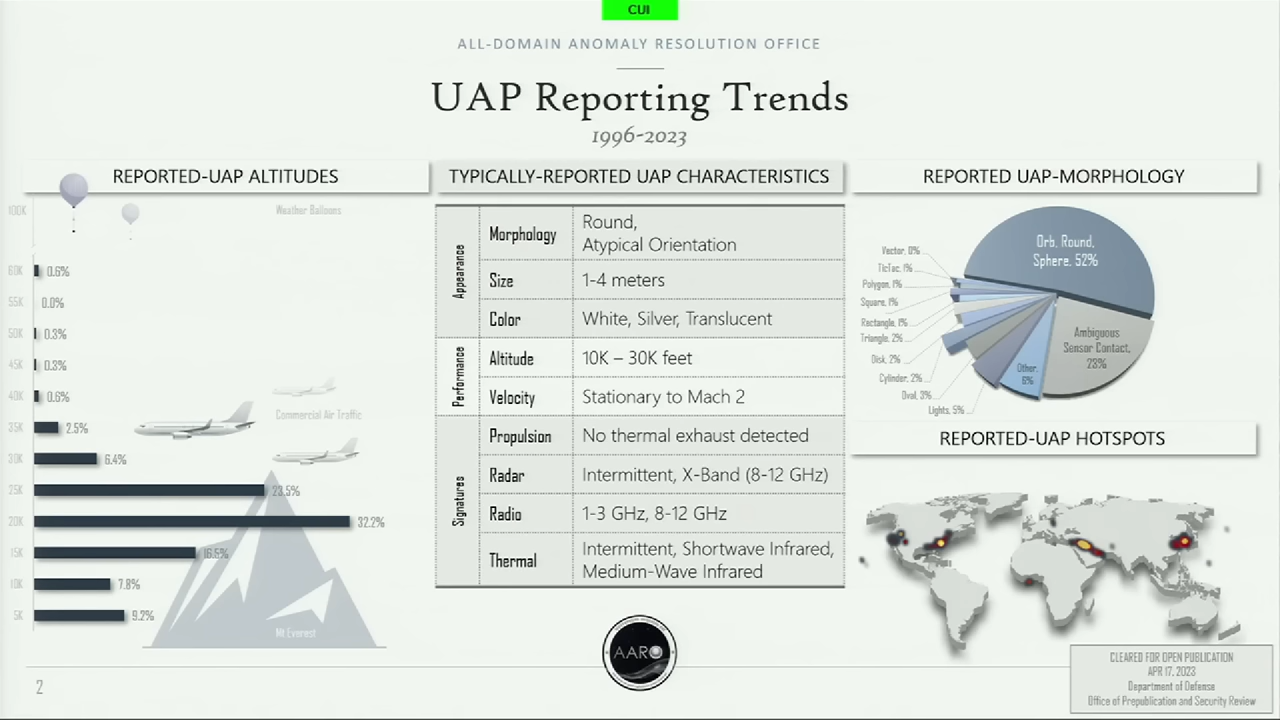 CUI
ALL-DOMAIN ANOMALY RESOLUTION OFFICE
UAP Reporting Trends
1996-2023
REPORTED-UAP ALTITUDES
100K
Weather Balloons
60K 0.6%
55K 0.0%
50K 0.3%
45K 0.3%
40K 0.6%
Commercial Air Traffic
35K 2.5%
30K 6.4%
25K 23.5%
20K 32.2%
15K 16.5%
10K 7.8%
5K 9.2%
Mt Everest
TYPICALLY-REPORTED UAP CHARACTERISTICS
Appearance
Morphology
Round,
Atypical Orientation
Size
1-4 meters
Color
White, Silver, Translucent
Performance
Altitude
10K – 30K feet
Velocity
Stationary to Mach 2
Signatures
Propulsion
No thermal exhaust detected
Radar
Intermittent, X-Band (8-12 GHz)
Radio
1-3 GHz, 8-12 GHz
Thermal
Intermittent, Shortwave Infrared,
Medium-Wave Infrared
REPORTED UAP-MORPHOLOGY
Orb, Round,
Sphere, 52%
Ambiguous
Sensor Contact,
23%
Other,
6%
Lights, 5%
Oval, 3%
Cylinder, 2%
Disk, 2%
Triangle, 2%
Rectangle, 1%
Square, 1%
Polygon, 1%
TicTac, 1%
Vector, 0%
REPORTED-UAP HOTSPOTS
AARO
2
CLEARED FOR OPEN PUBLICATION
APR 17, 2023
Department of Defense
Office of Prepublication and Security Review